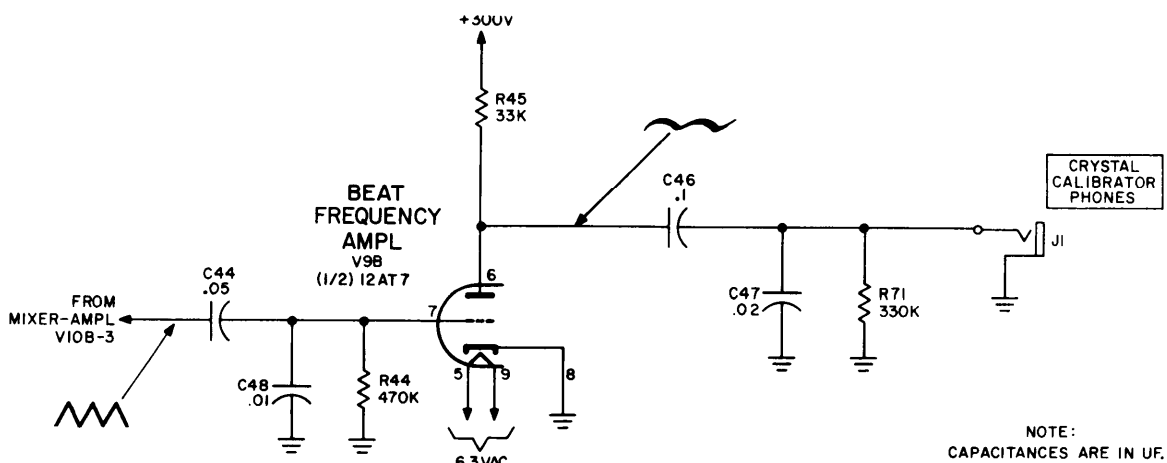 +300V
R45
33K
BEAT
FREQUENCY
AMPL
V9B
(1/2) 12AT7
C46
.1
CRYSTAL
CALIBRATOR
PHONES
J1
C44
.05
FROM
MIXER-AMPL
V10B-3
6
7
5
9
8
C47
.02
R71
330K
C48
.01
R44
470K
6.3VAC
NOTE:
CAPACITANCES ARE IN UF.